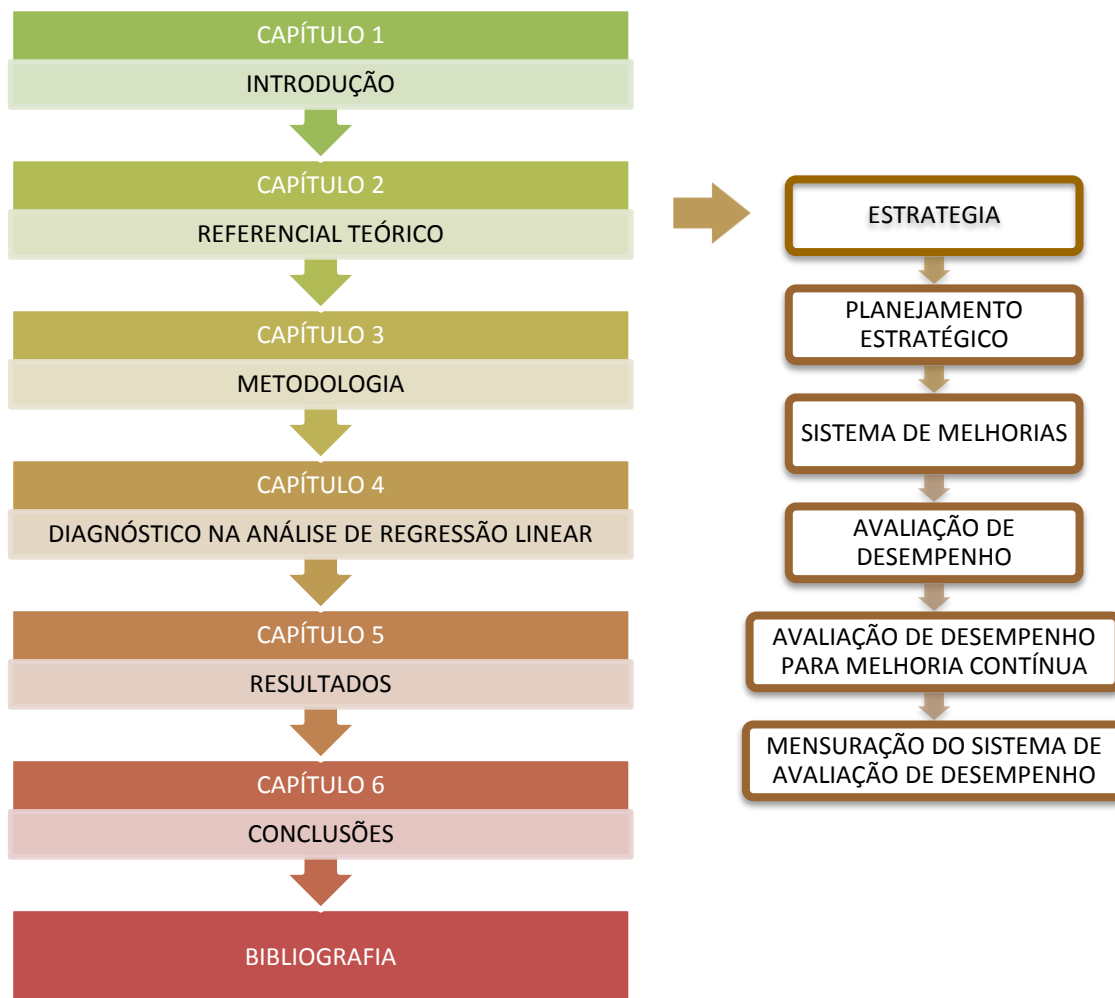 CAPÍTULO 1
INTRODUÇÃO
CAPÍTULO 2
REFERENCIAL TEÓRICO
CAPÍTULO 3
METODOLOGIA
CAPÍTULO 4
DIAGNÓSTICO NA ANÁLISE DE REGRESSÃO LINEAR
CAPÍTULO 5
RESULTADOS
CAPÍTULO 6
CONCLUSÕES
BIBLIOGRAFIA
ESTRATEGIA
PLANEJAMENTO
ESTRATÉGICO
SISTEMA DE MELHORIAS
AVALIAÇÃO DE
DESEMPENHO
AVALIAÇÃO DE DESEMPENHO
PARA MELHORIA CONTÍNUA
MENSURAÇÃO DO SISTEMA DE
AVALIAÇÃO DE DESEMPENHO